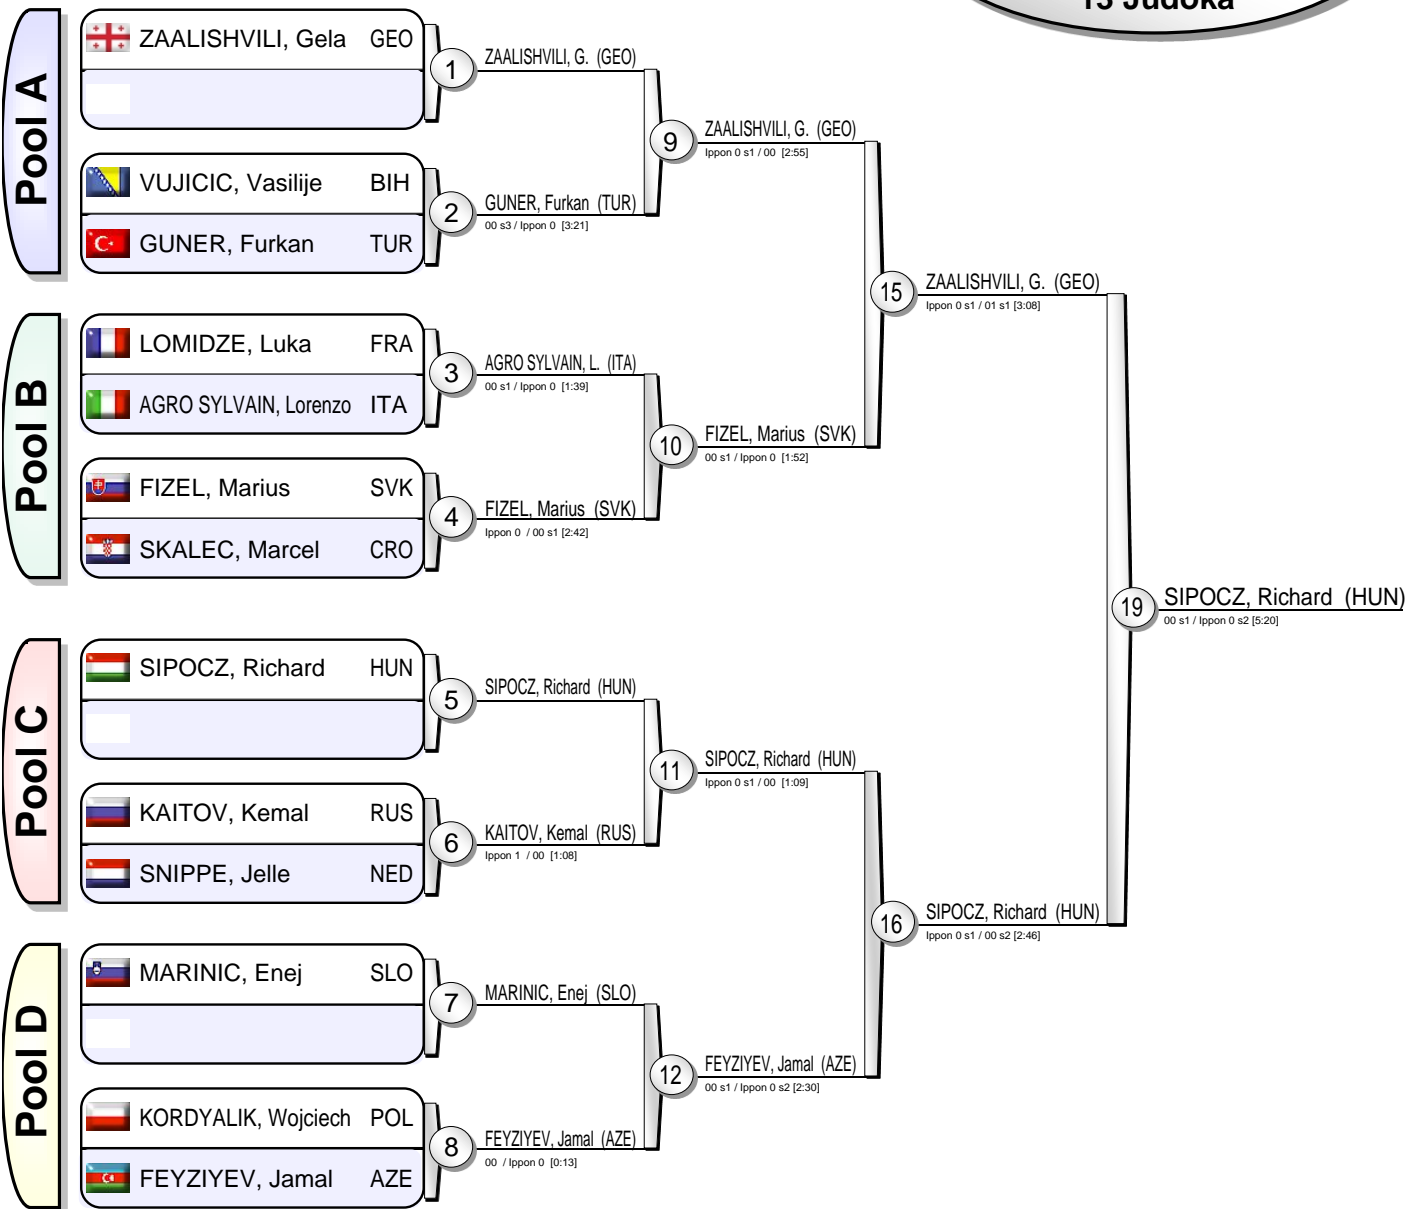 13 Judoka
Pool A
ZAALISHVILI, Gela GEO
VUJICIC, Vasilije BIH
GUNER, Furkan TUR
Pool B
LOMIDZE, Luka FRA
AGRO SYLVAIN, Lorenzo ITA
FIZEL, Marius SVK
SKALEC, Marcel CRO
Pool C
SIPOCZ, Richard HUN
KAITOV, Kemal RUS
SNIPPE, Jelle NED
Pool D
MARINIC, Enej SLO
KORDYALIK, Wojciech POL
FEYZIYEV, Jamal AZE
1
ZAALISHVILI, G. (GEO)
2
GUNER, Furkan (TUR)
00 s3 / Ippon 0 [3:21]
3
AGRO SYLVAIN, L. (ITA)
00 s1 / Ippon 0 [1:39]
4
FIZEL, Marius (SVK)
Ippon 0 / 00 s1 [2:42]
5
SIPOCZ, Richard (HUN)
6
KAITOV, Kemal (RUS)
Ippon 1 / 00 [1:08]
7
MARINIC, Enej (SLO)
8
FEYZIYEV, Jamal (AZE)
00 / Ippon 0 [0:13]
9
ZAALISHVILI, G. (GEO)
Ippon 0 s1 / 00 [2:55]
10
FIZEL, Marius (SVK)
00 s1 / Ippon 0 [1:52]
11
SIPOCZ, Richard (HUN)
Ippon 0 s1 / 00 [1:09]
12
FEYZIYEV, Jamal (AZE)
00 s1 / Ippon 0 s2 [2:30]
15
ZAALISHVILI, G. (GEO)
Ippon 0 s1 / 01 s1 [3:08]
16
SIPOCZ, Richard (HUN)
Ippon 0 s1 / 00 s2 [2:46]
19
SIPOCZ, Richard (HUN)
00 s1 / Ippon 0 s2 [5:20]